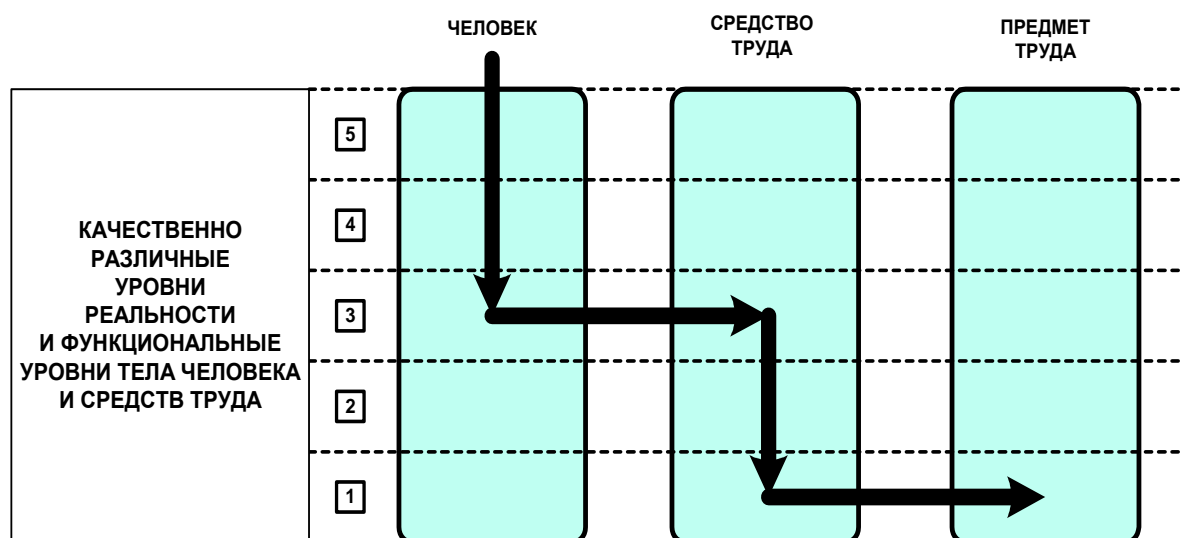 ЧЕЛОВЕК
СРЕДСТВО
ТРУДА
ПРЕДМЕТ
ТРУДА
КАЧЕСТВЕННО
РАЗЛИЧНЫЕ
УРОВНИ
РЕАЛЬНОСТИ
И ФУНКЦИОНАЛЬНЫЕ
УРОВНИ ТЕЛА ЧЕЛОВЕКА
И СРЕДСТВ ТРУДА
5
4
3
2
1